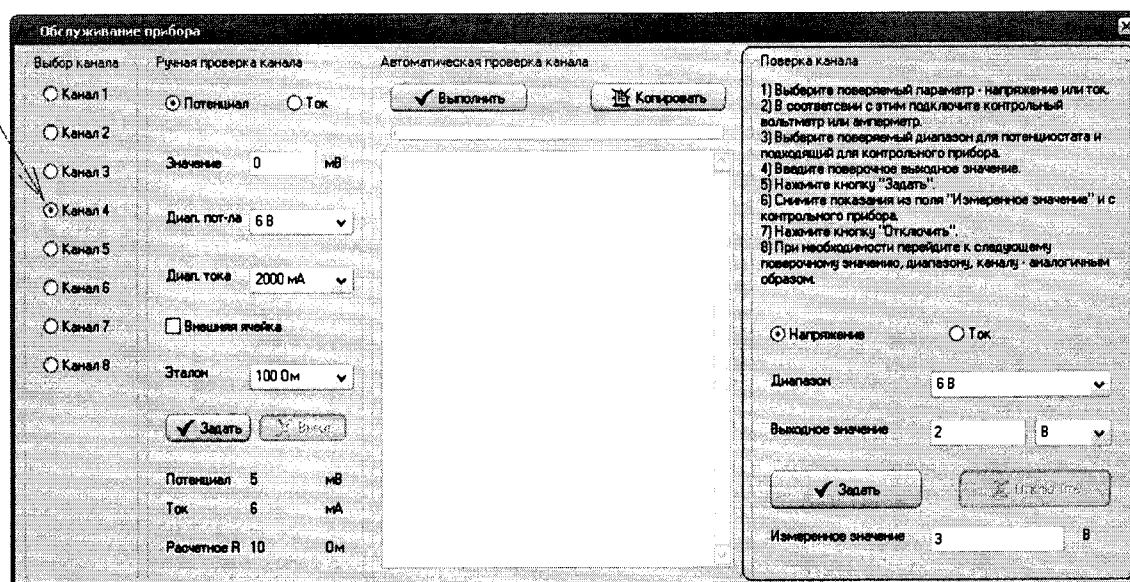 Обслуживание прибора
Выбор канала
Канал 1
Канал 2
Канал 3
Канал 4
Канал 5
Канал 6
Канал 7
Канал 8
Ручная проверка канала
Потенциал Ток
Значение 0 мВ
Диап. пот-ла 6 В
Диап. тока 2000 мА
Внешняя ячейка
Эталон 100 Ом
Задать
Потенциал 5 мВ
Ток 6 мА
Расчетное R 10 Ом
Автоматическая проверка канала
Выполнить Копировать
Поверка канала
1) Выберите поверяемый параметр - напряжение или ток.
2) В соответсвии с этим подключите контрольный
вольтметр или амперметр.
3) Выберите поверяемый диапазон для потенциостата и
подходящий для контрольного прибора.
4) Введите поверочное выходное значение.
5) Нажмите кнопку "Задать".
6) Снимите показания из поля "Измеренное значение" и с
контрольного прибора.
7) Нажмите кнопку "Отключить".
8) При необходимости перейдите к следующему
поверочному значению, диапазону, каналу - аналогичным
образом.
Напряжение Ток
Диапазон 6 В
Выходное значение 2 В
Задать
Измеренное значение 3 В